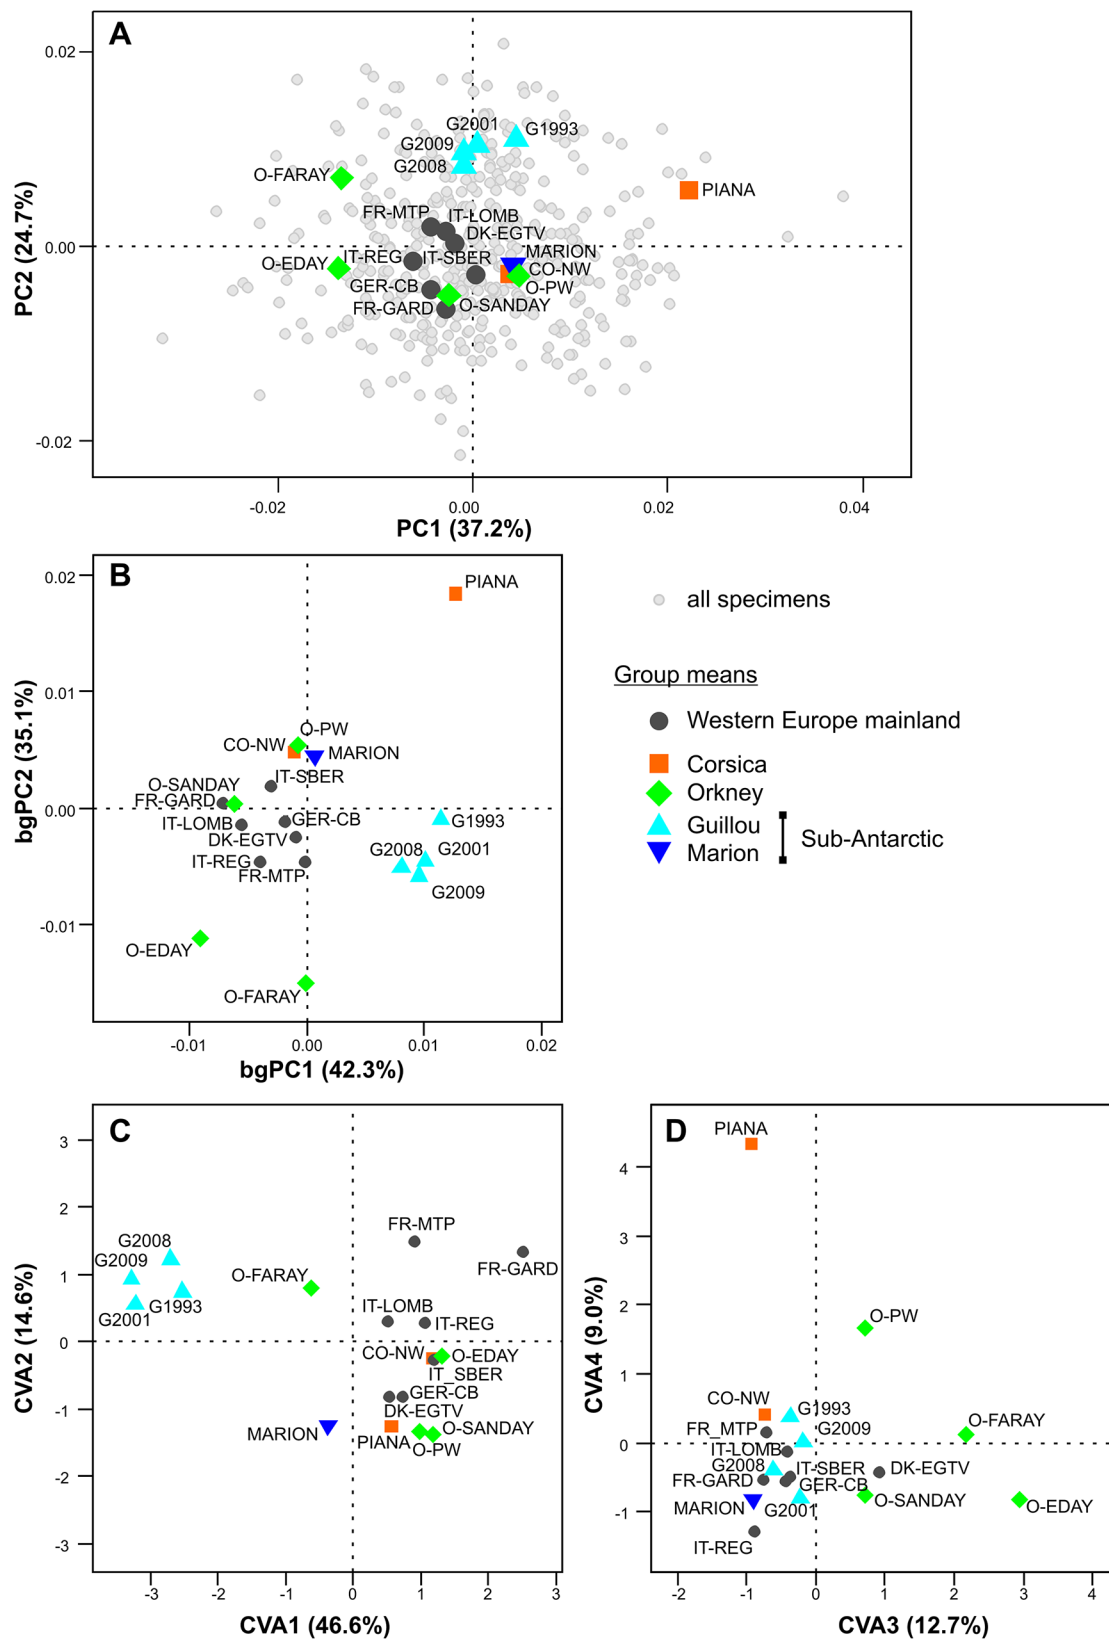 A
0.02
0.00
-0.02
PC2 (24.7%)
G2001
G1993
G2009
G2008
O-FARAY
PIANA
FR-MTP
IT-LOMB
DK-EGTV
MARION
O-EDAY
IT-REG
IT-SBER
CO-NW
GER-CB
O-PW
FR-GARD
O-SANDAY
-0.02
0.00
0.02
0.04
PC1 (37.2%)
B
0.02
0.01
0.00
-0.01
bgPC2 (35.1%)
PIANA
O-PW
CO-NW
MARION
IT-SBER
O-SANDAY
FR-GARD
IT-LOMB
GER-CB
G1993
DK-EGTV
G2008
G2001
IT-REG
FR-MTP
G2009
O-EDAY
O-FARAY
-0.01
0.00
0.01
0.02
bgPC1 (42.3%)
all specimens
Group means
Western Europe mainland
Corsica
Orkney
Guillou
Marion
Sub-Antarctic
C
3
2
1
0
-1
-2
-3
CVA2 (14.6%)
FR-MTP
G2008
G2009
O-FARAY
FR-GARD
G1993
G2001
IT-LOMB
IT-REG
CO-NW
O-EDAY
IT_SBER
GER-CB
DK-EGTV
MARION
O-SANDAY
PIANA
O-PW
-3
-2
-1
0
1
2
3
CVA1 (46.6%)
D
4
3
2
1
0
-1
CVA4 (9.0%)
PIANA
O-PW
CO-NW
G1993
O-FARAY
FR_MTP
G2009
IT-LOMB
G2008
IT-SBER
DK-EGTV
FR-GARD
GER-CB
MARION
G2001
O-SANDAY
O-EDAY
IT-REG
-2
-1
0
1
2
3
4
CVA3 (12.7%)